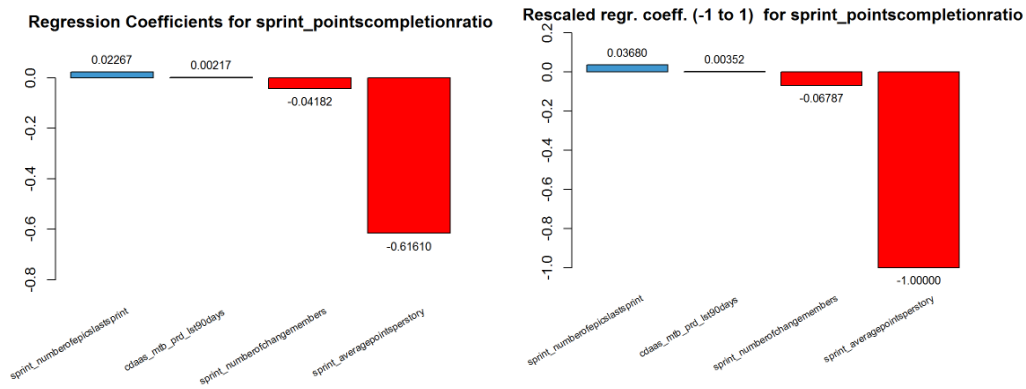 Regression Coefficients for sprint_pointscompletionratio
0.02267
0.00217
-0.04182
-0.61610
0.0
-0.2
-0.4
-0.6
-0.8
sprint_numberofepicslastsprint
cdaas_mtb_prd_lst90days
sprint_numberofchangemembers
sprint_averagepointsperstory
Rescaled regr. coeff. (-1 to 1)  for sprint_pointscompletionratio
0.03680
0.00352
-0.06787
-1.00000
0.2
0.0
-0.2
-0.4
-0.6
-0.8
-1.0
sprint_numberofepicslastsprint
cdaas_mtb_prd_lst90days
sprint_numberofchangemembers
sprint_averagepointsperstory